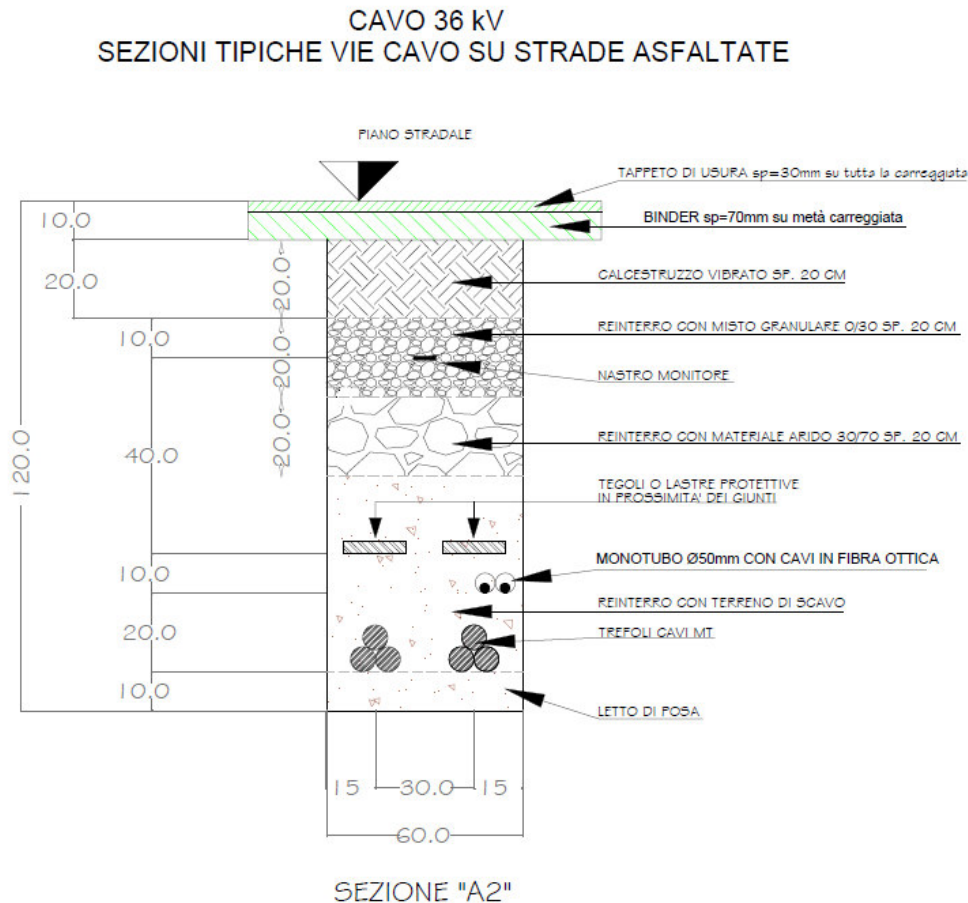 CAVO 36 kV
SEZIONI TIPICHE VIE CAVO SU STRADE ASFALTATE
PIANO STRADALE
TAPPETO DI USURA sp=30mm su tutta la carreggiata
10.0
BINDER sp=70mm su metà carreggiata
20.0
20.0
CALCESTRUZZO VIBRATO SP. 20 CM
10.0
20.0
REINTERRO CON MISTO GRANULARE 0/30 SP. 20 CM
NASTRO MONITORE
120.0
40.0
20.0
REINTERRO CON MATERIALE ARIDO 30/70 SP. 20 CM
TEGOLI O LASTRE PROTETTIVE
IN PROSSIMITA' DEI GIUNTI
10.0
MONOTUBO Ø50mm CON CAVI IN FIBRA OTTICA
REINTERRO CON TERRENO DI SCAVO
20.0
TREFOLI CAVI MT
10.0
LETTO DI POSA
15 30.0 15
60.0
SEZIONE "A2"